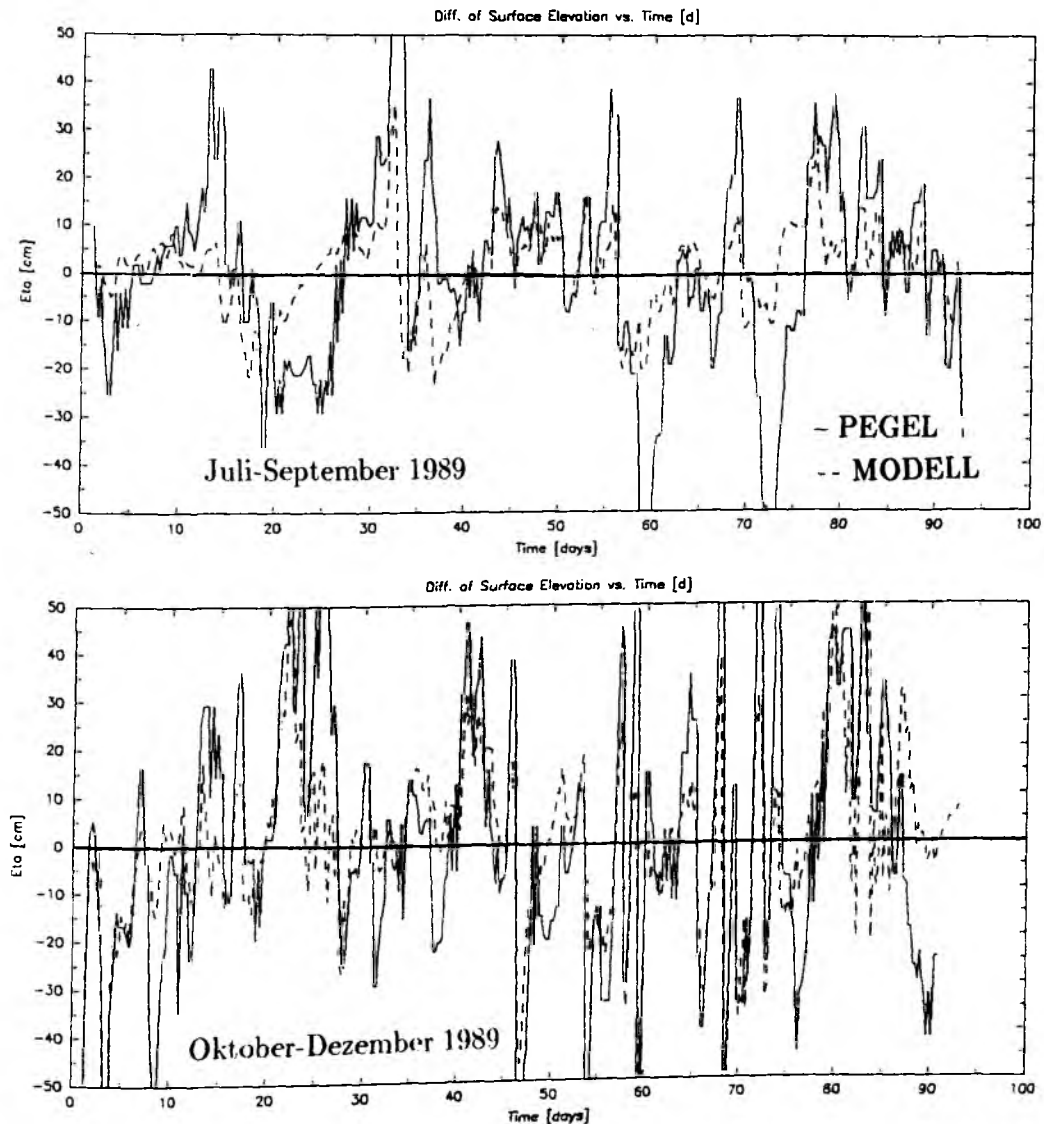 Diff. of Surface Elevation vs. Time [d]
50
40
30
20
10
0
-10
-20
-30
-40
-50
Eta [cm]
Juli-September 1989
— PEGEL
-- MODELL
0 10 20 30 40 50 60 70 80 90 100
Time [days]
Diff. of Surface Elevation vs. Time [d]
50
40
30
20
10
0
-10
-20
-30
-40
-50
Eta [cm]
Oktober-Dezember 1989
0 10 20 30 40 50 60 70 80 90 100
Time [days]